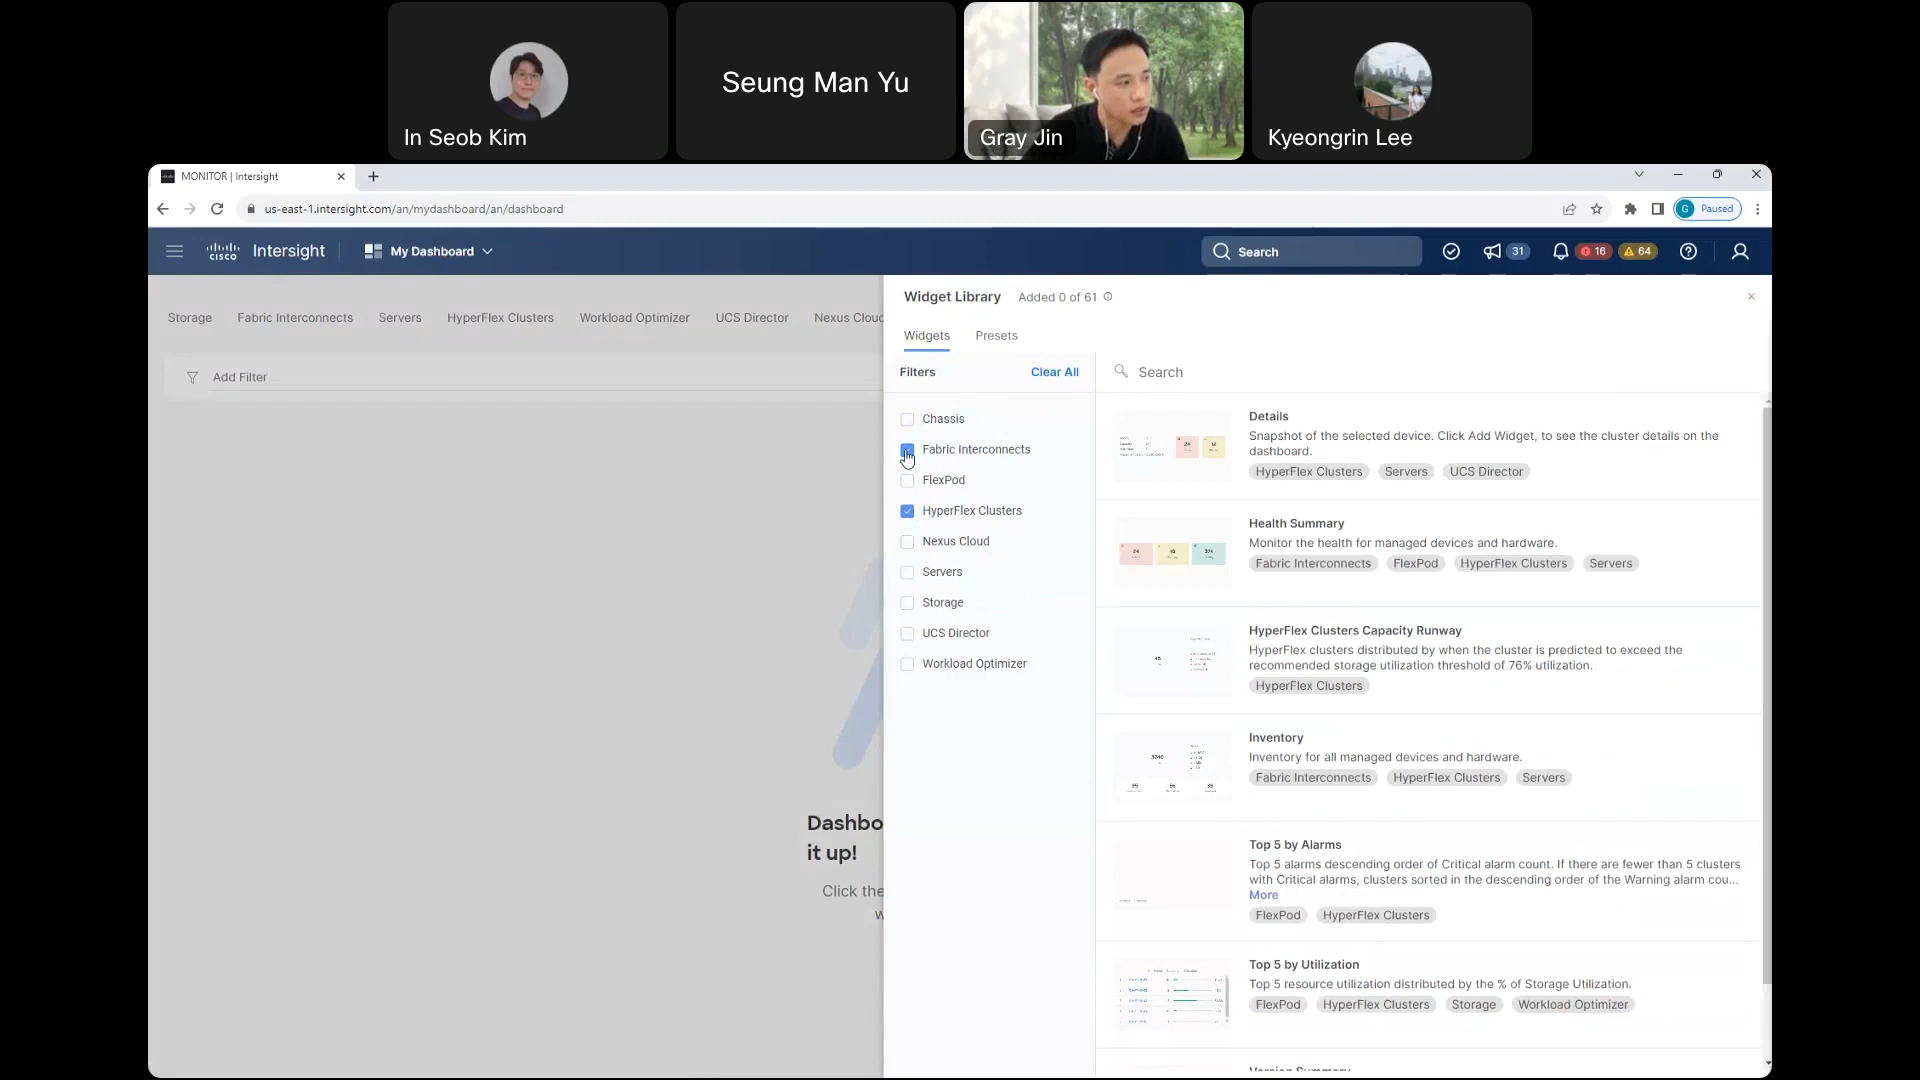 In Seob Kim
Seung Man Yu
Gray Jin
Kyeongrin Lee
MONITOR | Intersight
us-east-1.intersight.com/an/mydashboard/an/dashboard
G Paused
CISCO Intersight
My Dashboard
Search
31
16
64
Storage Fabric Interconnects Servers HyperFlex Clusters Workload Optimizer UCS Director Nexus Cloud
Add Filter
Dashbo
it up!
Click the
w
Widget Library Added 0 of 61
Widgets Presets
Filters Clear All
Chassis
Fabric Interconnects
FlexPod
HyperFlex Clusters
Nexus Cloud
Servers
Storage
UCS Director
Workload Optimizer
Search
Details
Snapshot of the selected device. Click Add Widget, to see the cluster details on the
dashboard.
HyperFlex Clusters Servers UCS Director
Health Summary
Monitor the health for managed devices and hardware.
Fabric Interconnects FlexPod HyperFlex Clusters Servers
HyperFlex Clusters Capacity Runway
HyperFlex clusters distributed by when the cluster is predicted to exceed the
recommended storage utilization threshold of 76% utilization.
HyperFlex Clusters
Inventory
Inventory for all managed devices and hardware.
Fabric Interconnects HyperFlex Clusters Servers
Top 5 by Alarms
Top 5 alarms descending order of Critical alarm count. If there are fewer than 5 clusters
with Critical alarms, clusters sorted in the descending order of the Warning alarm cou...
More
FlexPod HyperFlex Clusters
Top 5 by Utilization
Top 5 resource utilization distributed by the % of Storage Utilization.
FlexPod HyperFlex Clusters Storage Workload Optimizer
Version Summary